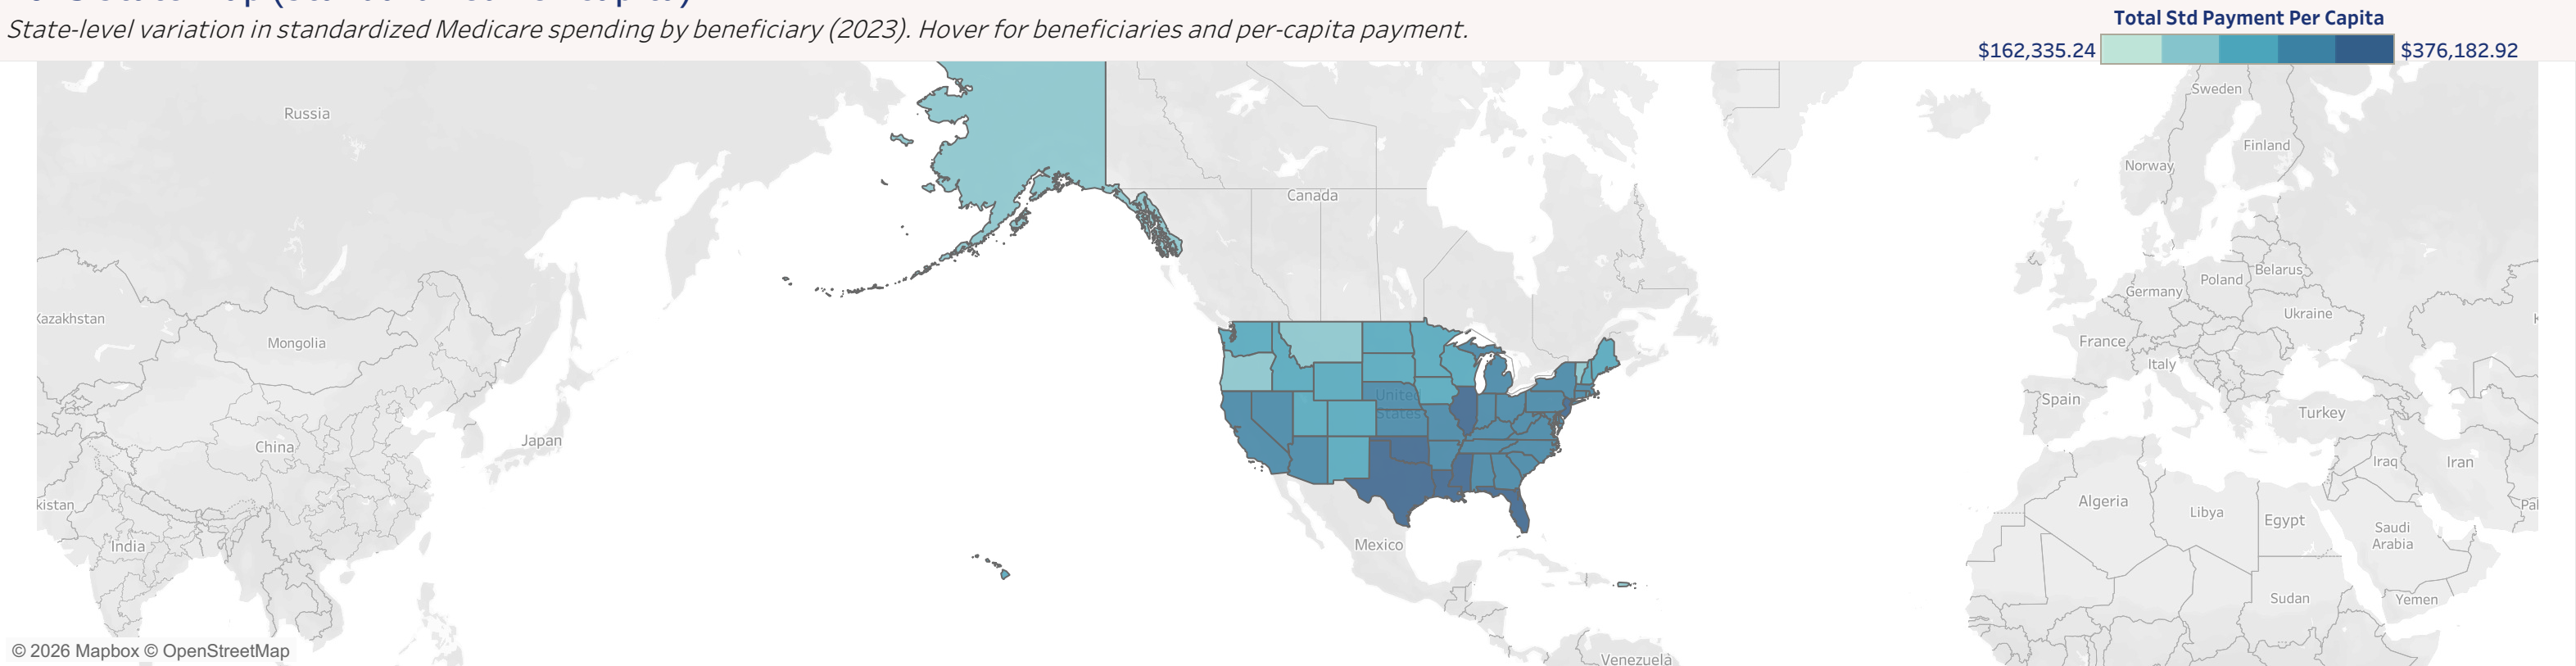 State-level variation in standardized Medicare spending by beneficiary (2023). Hover for beneficiaries and per-capita payment.
Total Std Payment Per Capita
$162,335.24
$376,182.92
Russia
Sweden
Finland
Norway
Canada
Belarus
Poland
Germany
Kazakhstan
Ukraine
Mongolia
France
Italy
United
States
Spain
Turkey
Japan
China
Iraq
Iran
kistan
Algeria
Libya
Egypt
Saudi
Arabia
India
Mexico
Sudan
Yemen
Venezuela
© 2026 Mapbox © OpenStreetMap